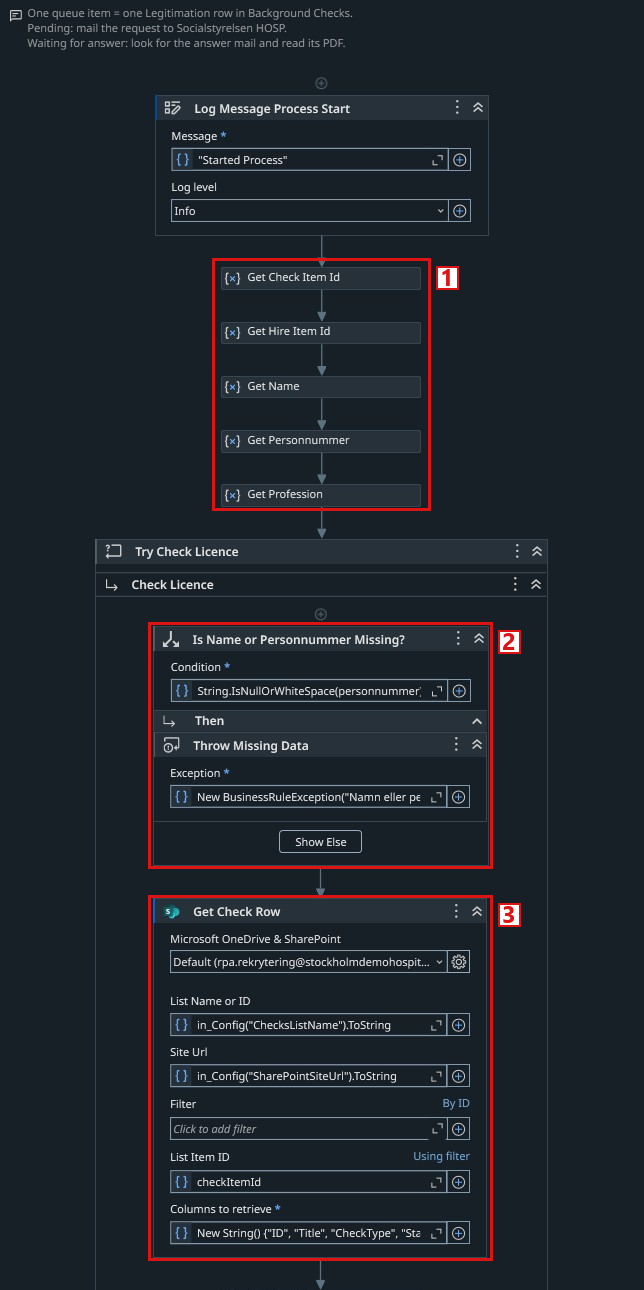 One queue item = one Legitimation row in Background Checks.
Pending: mail the request to Socialstyrelsen HOSP.
Waiting for answer: look for the answer mail and read its PDF.
Log Message Process Start
Message *
"Started Process"
Log level
Info
1
Get Check Item Id
Get Hire Item Id
Get Name
Get Personnummer
Get Profession
Try Check Licence
Check Licence
2
Is Name or Personnummer Missing?
Condition *
String.IsNullOrWhiteSpace(personnummer)
Then
Throw Missing Data
Exception *
New BusinessRuleException("Namn eller pe
Show Else
3
Get Check Row
Microsoft OneDrive & SharePoint
Default (rpa.rekrytering@stockholmdemohospit...
List Name or ID
in_Config("ChecksListName").ToString
Site Url
in_Config("SharePointSiteUrl").ToString
Filter By ID
Click to add filter
List Item ID Using filter
checkItemId
Columns to retrieve *
New String() {"ID", "Title", "CheckType", "Sta